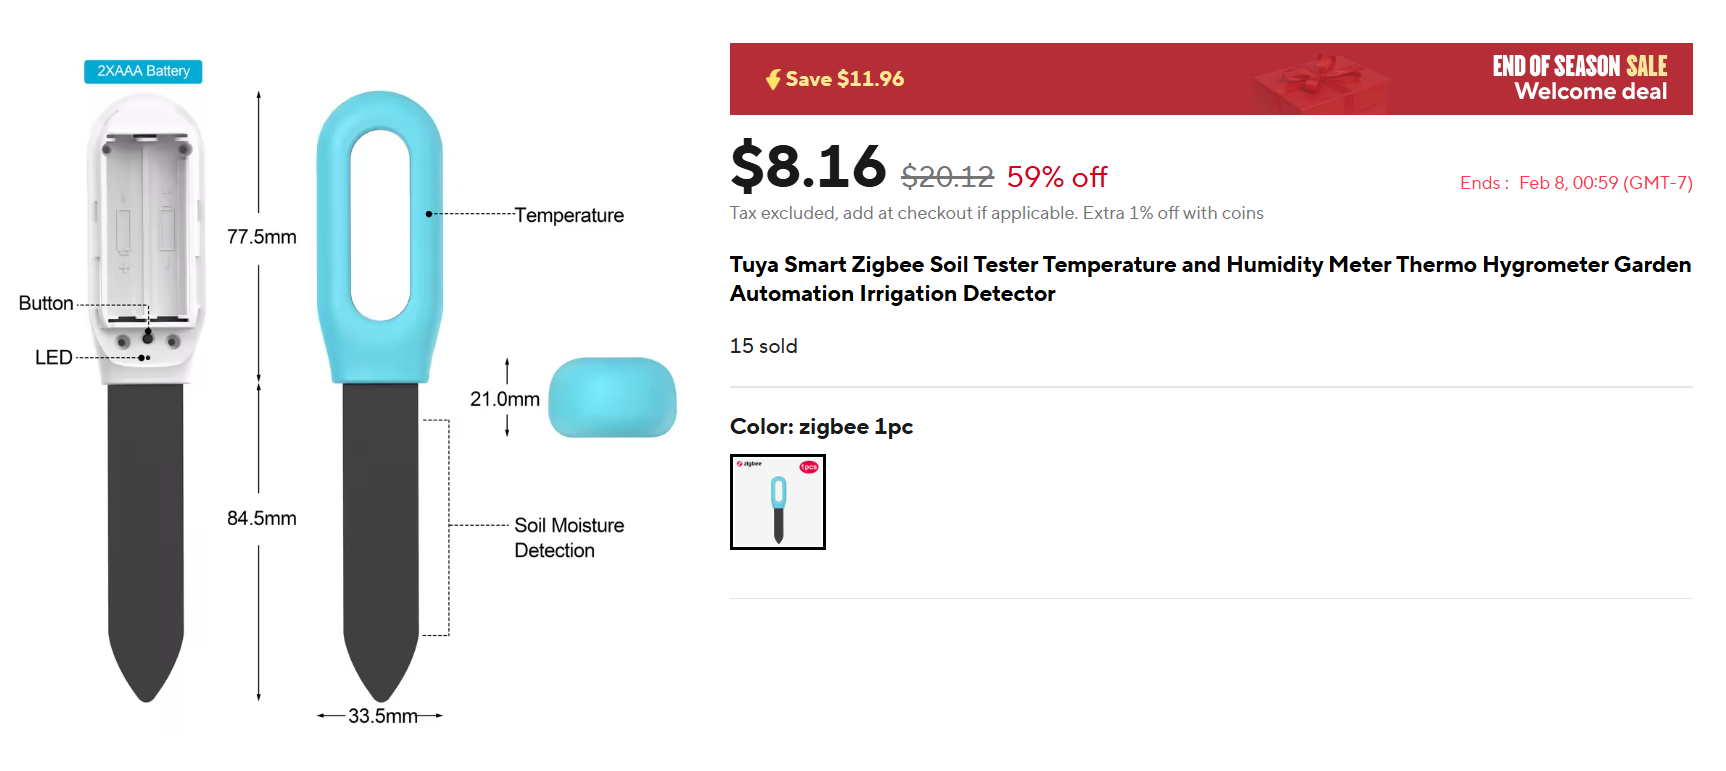 2XAAA Battery
77.5mm
Temperature
Button
LED
21.0mm
84.5mm
Soil Moisture
Detection
33.5mm
Save $11.96
END OF SEASON SALE
Welcome deal
$8.16 $20.12 59% off
Ends : Feb 8, 00:59 (GMT-7)
Tax excluded, add at checkout if applicable. Extra 1% off with coins
Tuya Smart Zigbee Soil Tester Temperature and Humidity Meter Thermo Hygrometer Garden
Automation Irrigation Detector
15 sold
Color: zigbee 1pc
zigbee
1pcs